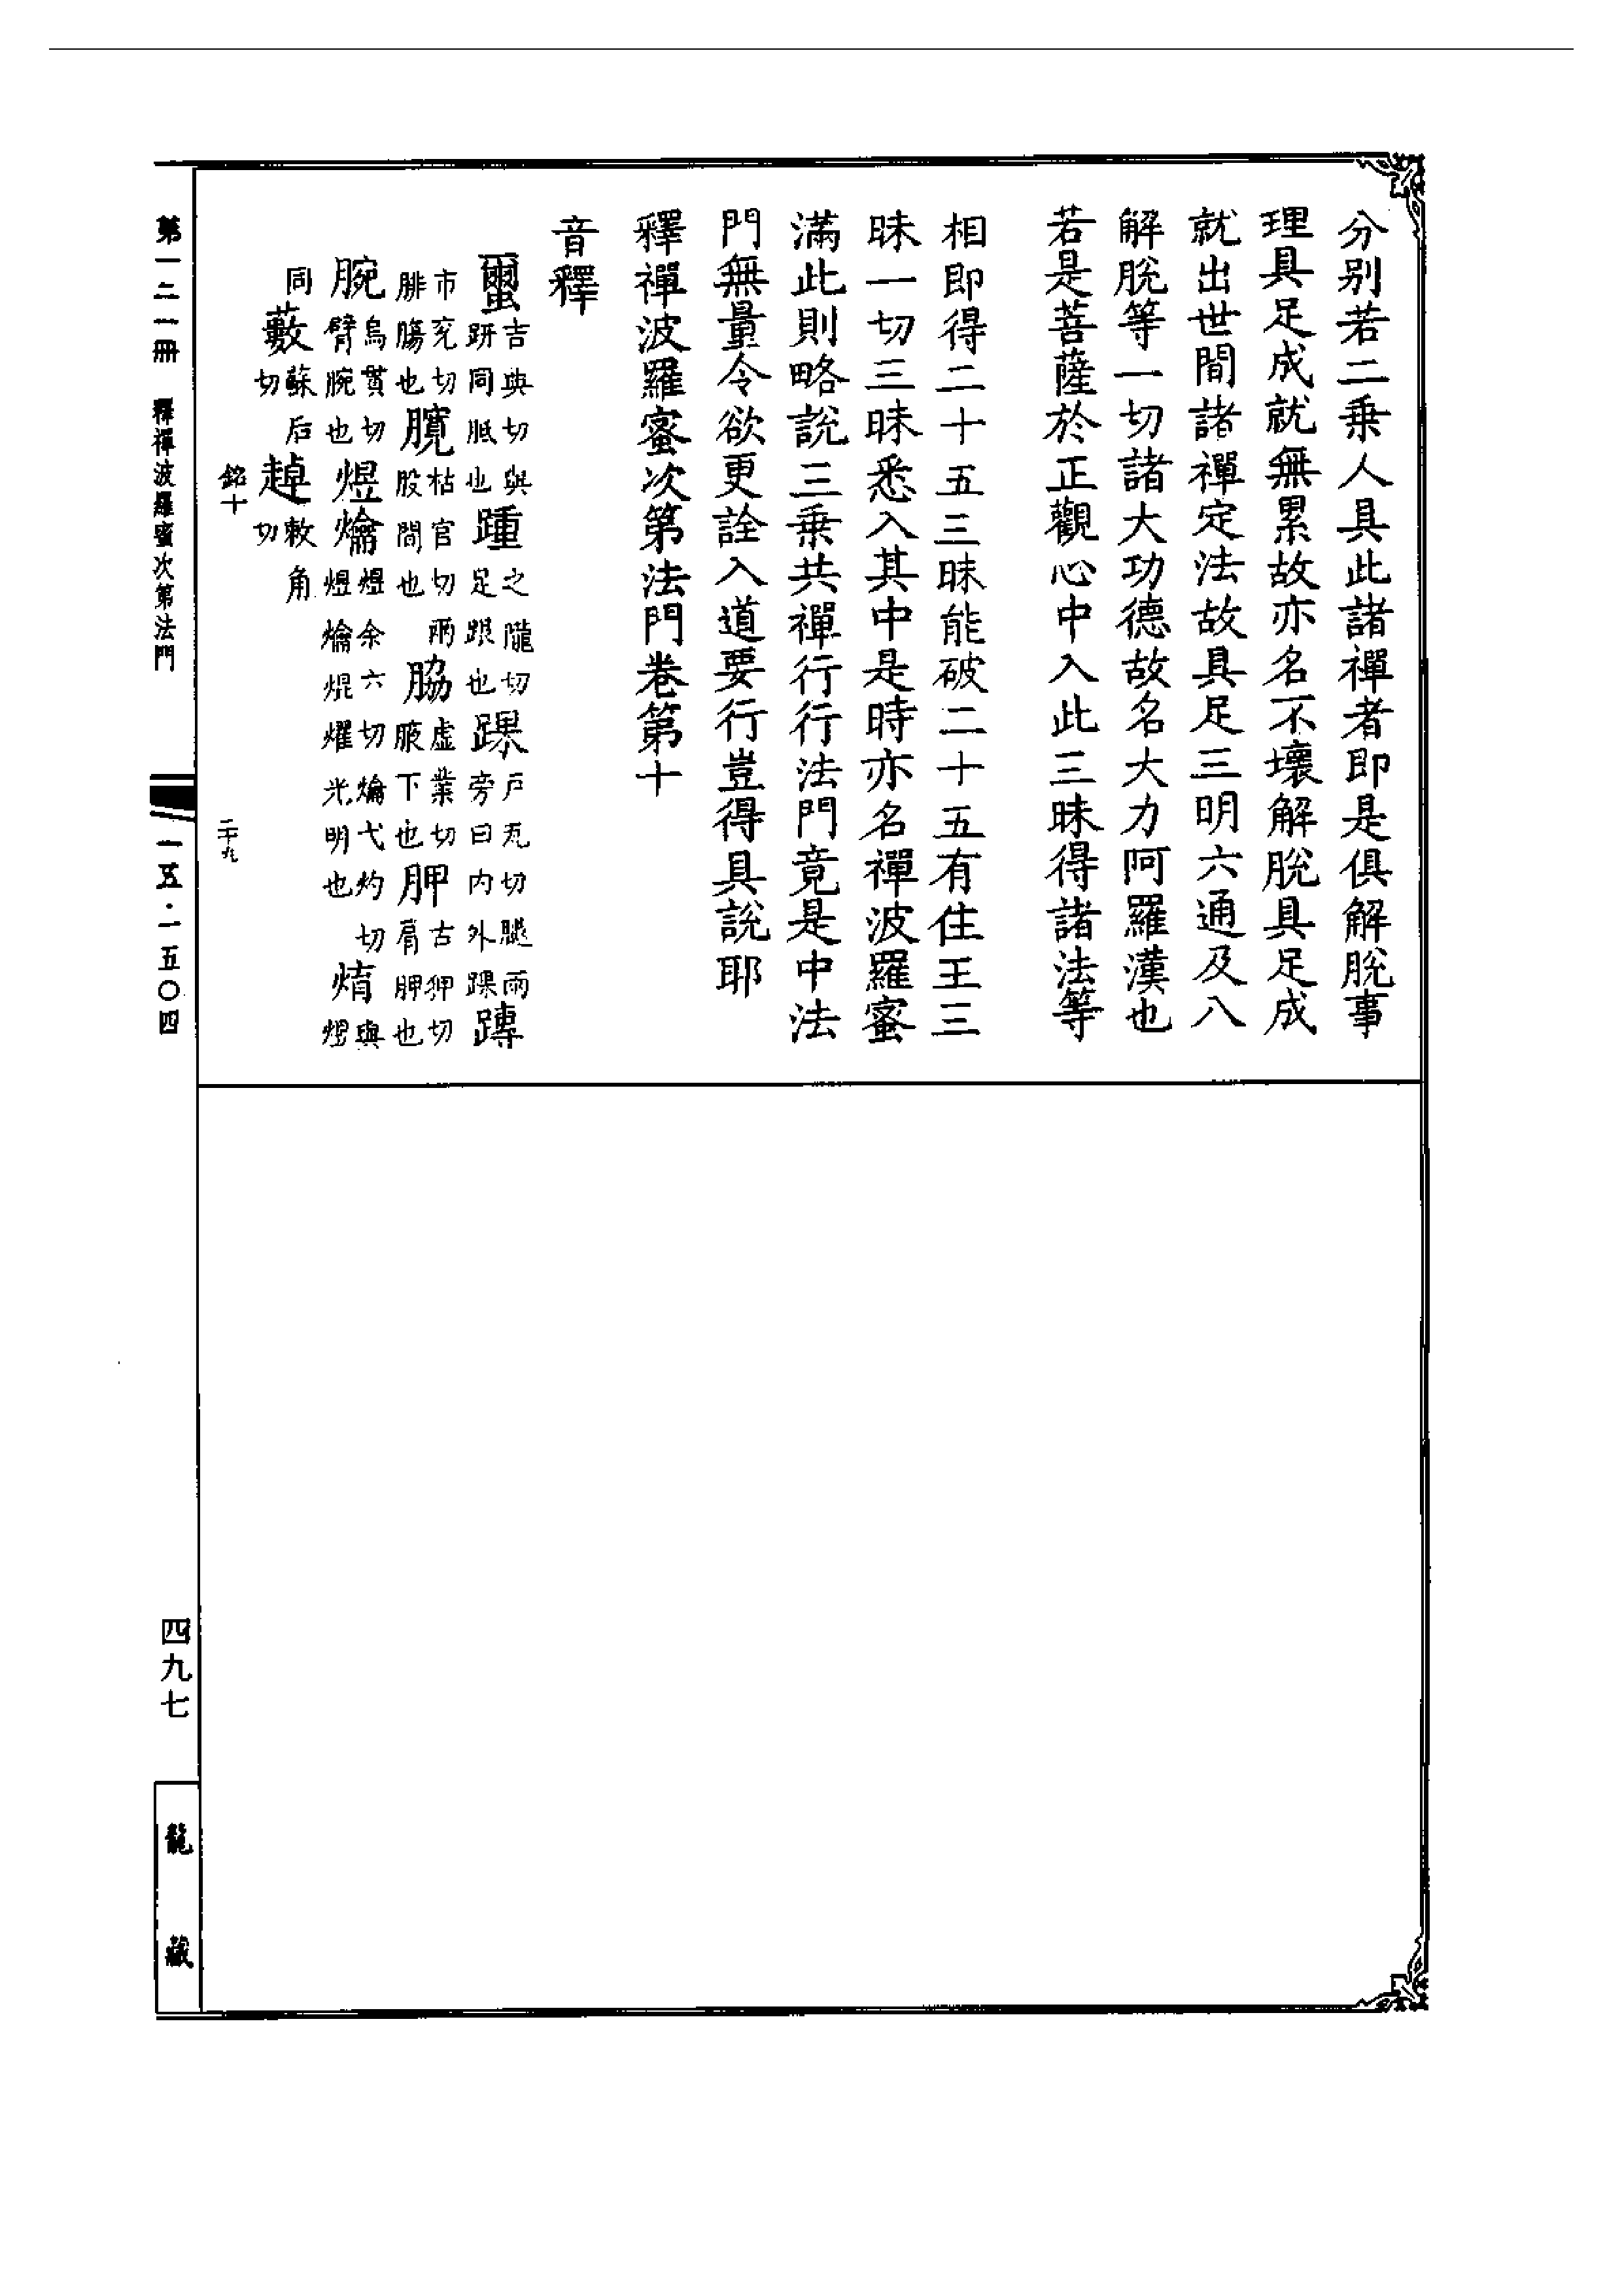 分别若二乗人具此諸禪者即是俱解脫事
理具足成就無累故亦名不壞解脫具足成
就出世間諸禪定法故具足三明六通及八
解脫等一切諸大功德故名大力阿羅漢也
若是菩薩於正觀心中入此三昧得諸法等
相即得二十五三昧能破二十五有住王三
昧一切三昧悉入其中是時亦名禪波羅蜜
滿此則略說三乗共禪行行法門竟是中法
門無量令欲更詮入道要行豈得具說耶
釋禪波羅蜜次第法門卷第十
音釋
吉典切與趼同胝也 踵之隴切足跟也 踝戶瓦切腿兩旁曰內外踝 䏝
市兖切腓腸也 臗枯官切兩股間也 脇虛業切腋下也 胛古狎切肩胛也
腕烏貫切臂腕也 煜爚煜余六切爚弋灼切煜爚焜燿光明也 焴與熠
同 藪蘇后切 趠敕角切
銘十 二十九
第一二一冊 釋禪波羅蜜次第法門 一五·一五〇四 四九七 龍藏